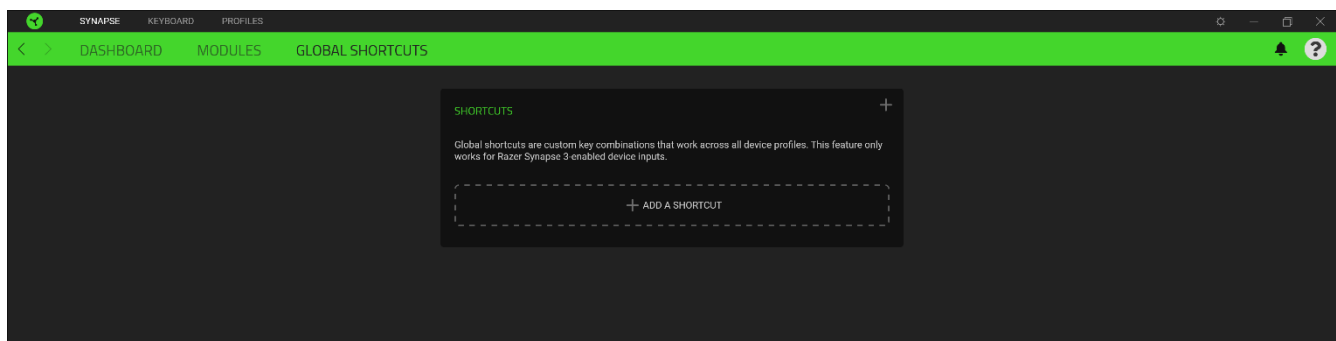 SYNAPSE KEYBOARD PROFILES
DASHBOARD MODULES GLOBAL SHORTCUTS
?
SHORTCUTS
Global shortcuts are custom key combinations that work across all device profiles. This feature only
works for Razer Synapse 3-enabled device inputs.
ADD A SHORTCUT